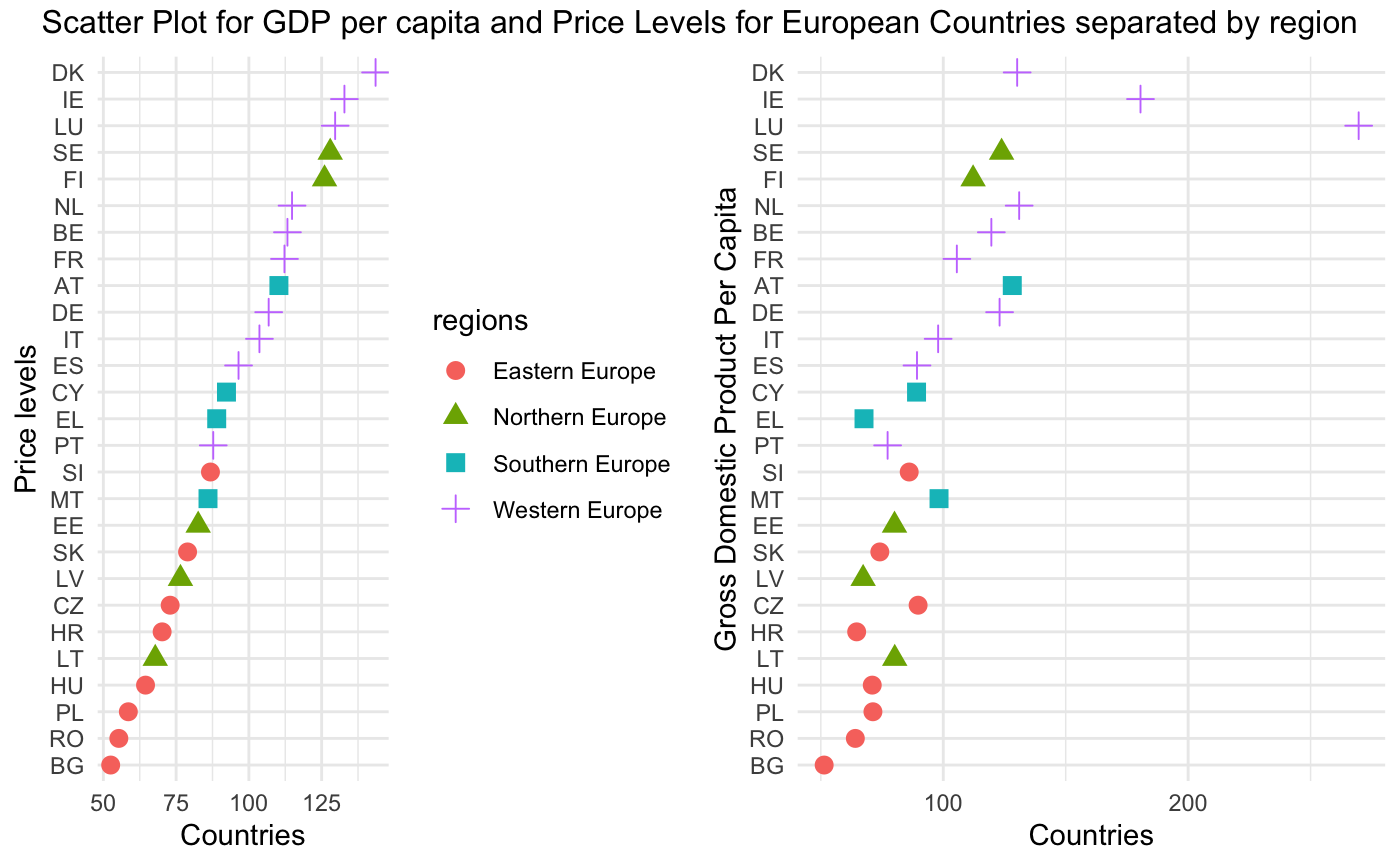 Scatter Plot for GDP per capita and Price Levels for European Countries separated by region
Price levels
DK
IE
LU
SE
FI
NL
BE
FR
AT
DE
IT
ES
CY
EL
PT
SI
MT
EE
SK
LV
CZ
HR
LT
HU
PL
RO
BG
50 75 100 125
Countries
regions
Eastern Europe
Northern Europe
Southern Europe
Western Europe
Gross Domestic Product Per Capita
DK
IE
LU
SE
FI
NL
BE
FR
AT
DE
IT
ES
CY
EL
PT
SI
MT
EE
SK
LV
CZ
HR
LT
HU
PL
RO
BG
100 200
Countries